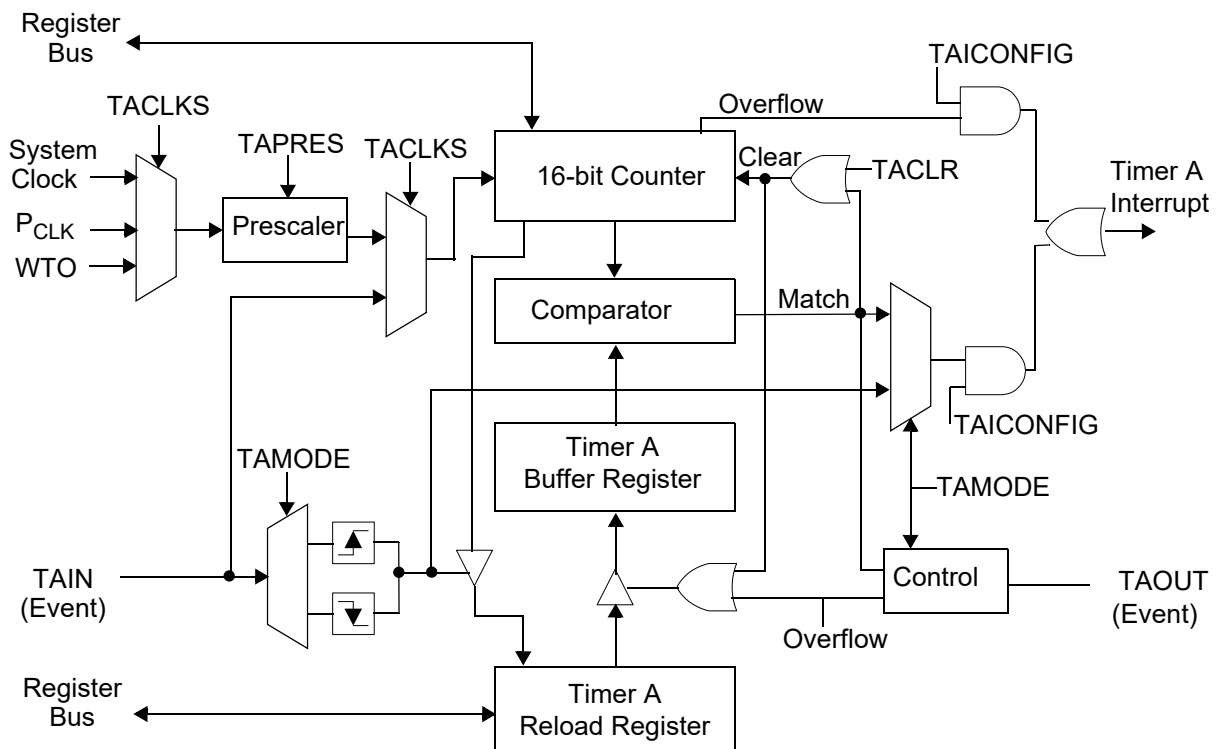 Register
Bus
TAICONFIG
TACLKS
Overflow
System
Clock
TAPRES
TACLKS
16-bit Counter
Clear
TACLR
Timer A
Interrupt
PCLK
Prescaler
WTO
Comparator
Match
TAICONFIG
TAMODE
Timer A
Buffer Register
TAMODE
TAIN
(Event)
Control
TAOUT
(Event)
Overflow
Register
Bus
Timer A
Reload Register